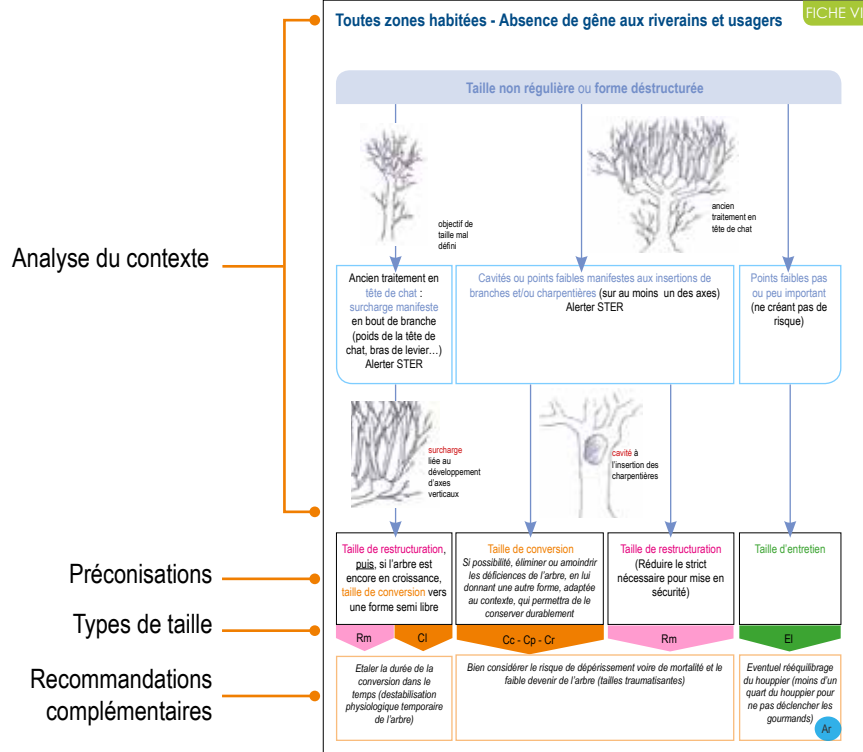 Toutes zones habitées - Absence de gêne aux riverains et usagers
FICHE VI
Taille non régulière ou forme déstructurée
objectif de
taille mal
défini
ancien
traitement en
tête de chat
Analyse du contexte
Ancien traitement en
tête de chat :
surcharge manifeste
en bout de branche
(poids de la tête de
chat, bras de levier…)
Alerter STER
Cavités ou points faibles manifestes aux insertions de
branches et/ou charpentières (sur au moins un des axes)
Alerter STER
Points faibles pas
ou peu important
(ne créant pas de
risque)
surcharge
liée au
développement
d'axes
verticaux
cavité à
l'insertion des
charpentières
Préconisations
Taille de restructuration,
puis, si l'arbre est
encore en croissance,
taille de conversion vers
une forme semi libre
Taille de conversion
Si possibilité, éliminer ou amoindrir
les déficiences de l'arbre, en lui
donnant une autre forme, adaptée
au contexte, qui permettra de le
conserver durablement
Taille de restructuration
(Réduire le strict
nécessaire pour mise en
sécurité)
Taille d'entretien
Types de taille
Rm
Cl
Cc - Cp - Cr
Rm
El
Recommandations
complémentaires
Etaler la durée de la
conversion dans le
temps (destabilisation
physiologique temporaire
de l'arbre)
Bien considérer le risque de dépérissement voire de mortalité et le
faible devenir de l'arbre (tailles traumatisantes)
Eventuel rééquilibrage
du houppier (moins d'un
quart du houppier pour
ne pas déclencher les
gourmands)
Ar